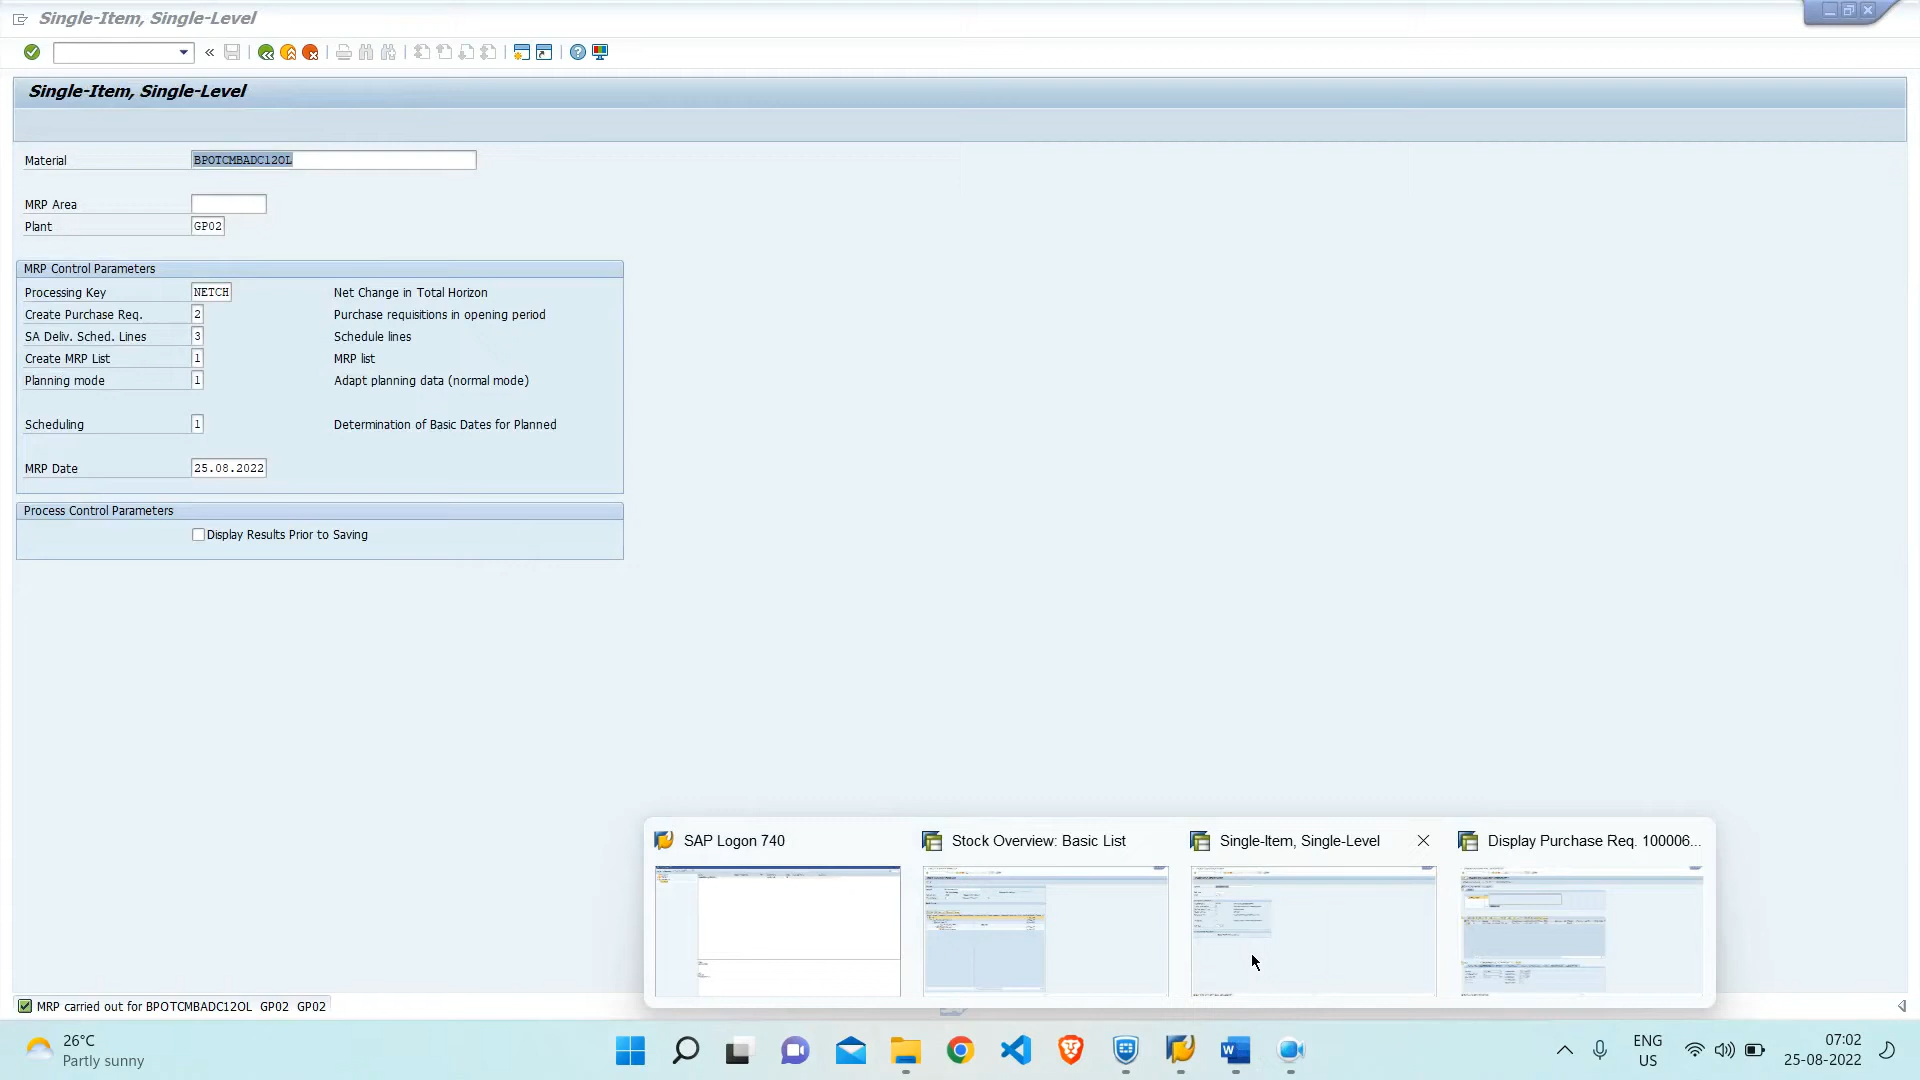 Single-Item, Single-Level
Single-Item, Single-Level
Material BPOTCMBADC12OL
MRP Area
Plant GP02
MRP Control Parameters
Processing Key NETCH Net Change in Total Horizon
Create Purchase Req. 2 Purchase requisitions in opening period
SA Deliv. Sched. Lines 3 Schedule lines
Create MRP List 1 MRP list
Planning mode 1 Adapt planning data (normal mode)
Scheduling 1 Determination of Basic Dates for Planned
MRP Date 25.08.2022
Process Control Parameters
Display Results Prior to Saving
SAP Logon 740 Stock Overview: Basic List Single-Item, Single-Level Display Purchase Req. 100006...
MRP carried out for BPOTCMBADC12OL GP02 GP02
26°C
Partly sunny
ENG
US
07:02
25-08-2022